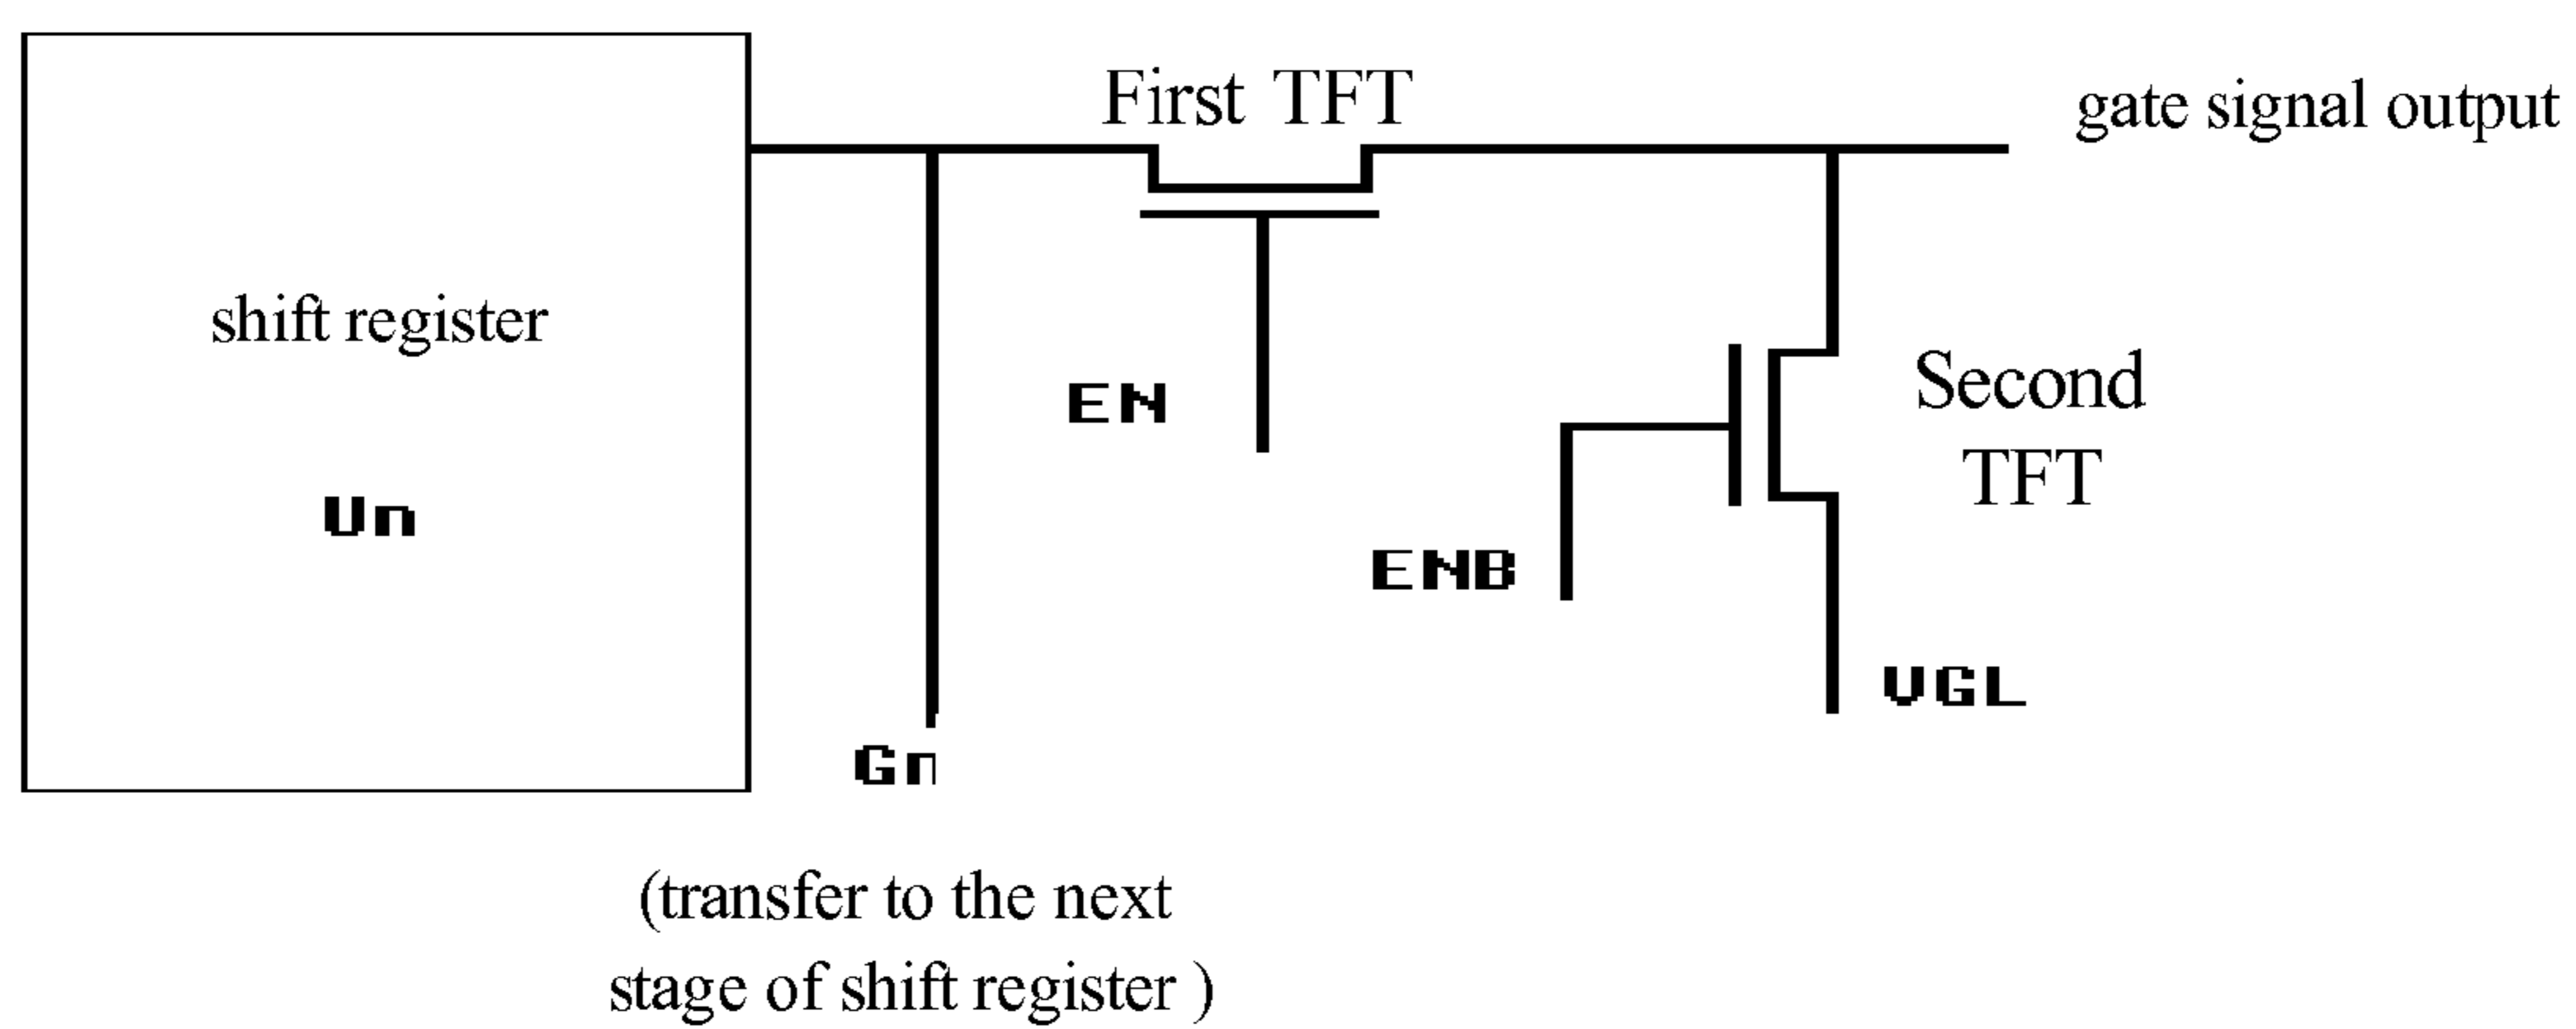 First TFT
gate signal output
shift register
EN
Second
TFT
Un
ENB
VGL
Gn
(transfer to the next
stage of shift register )